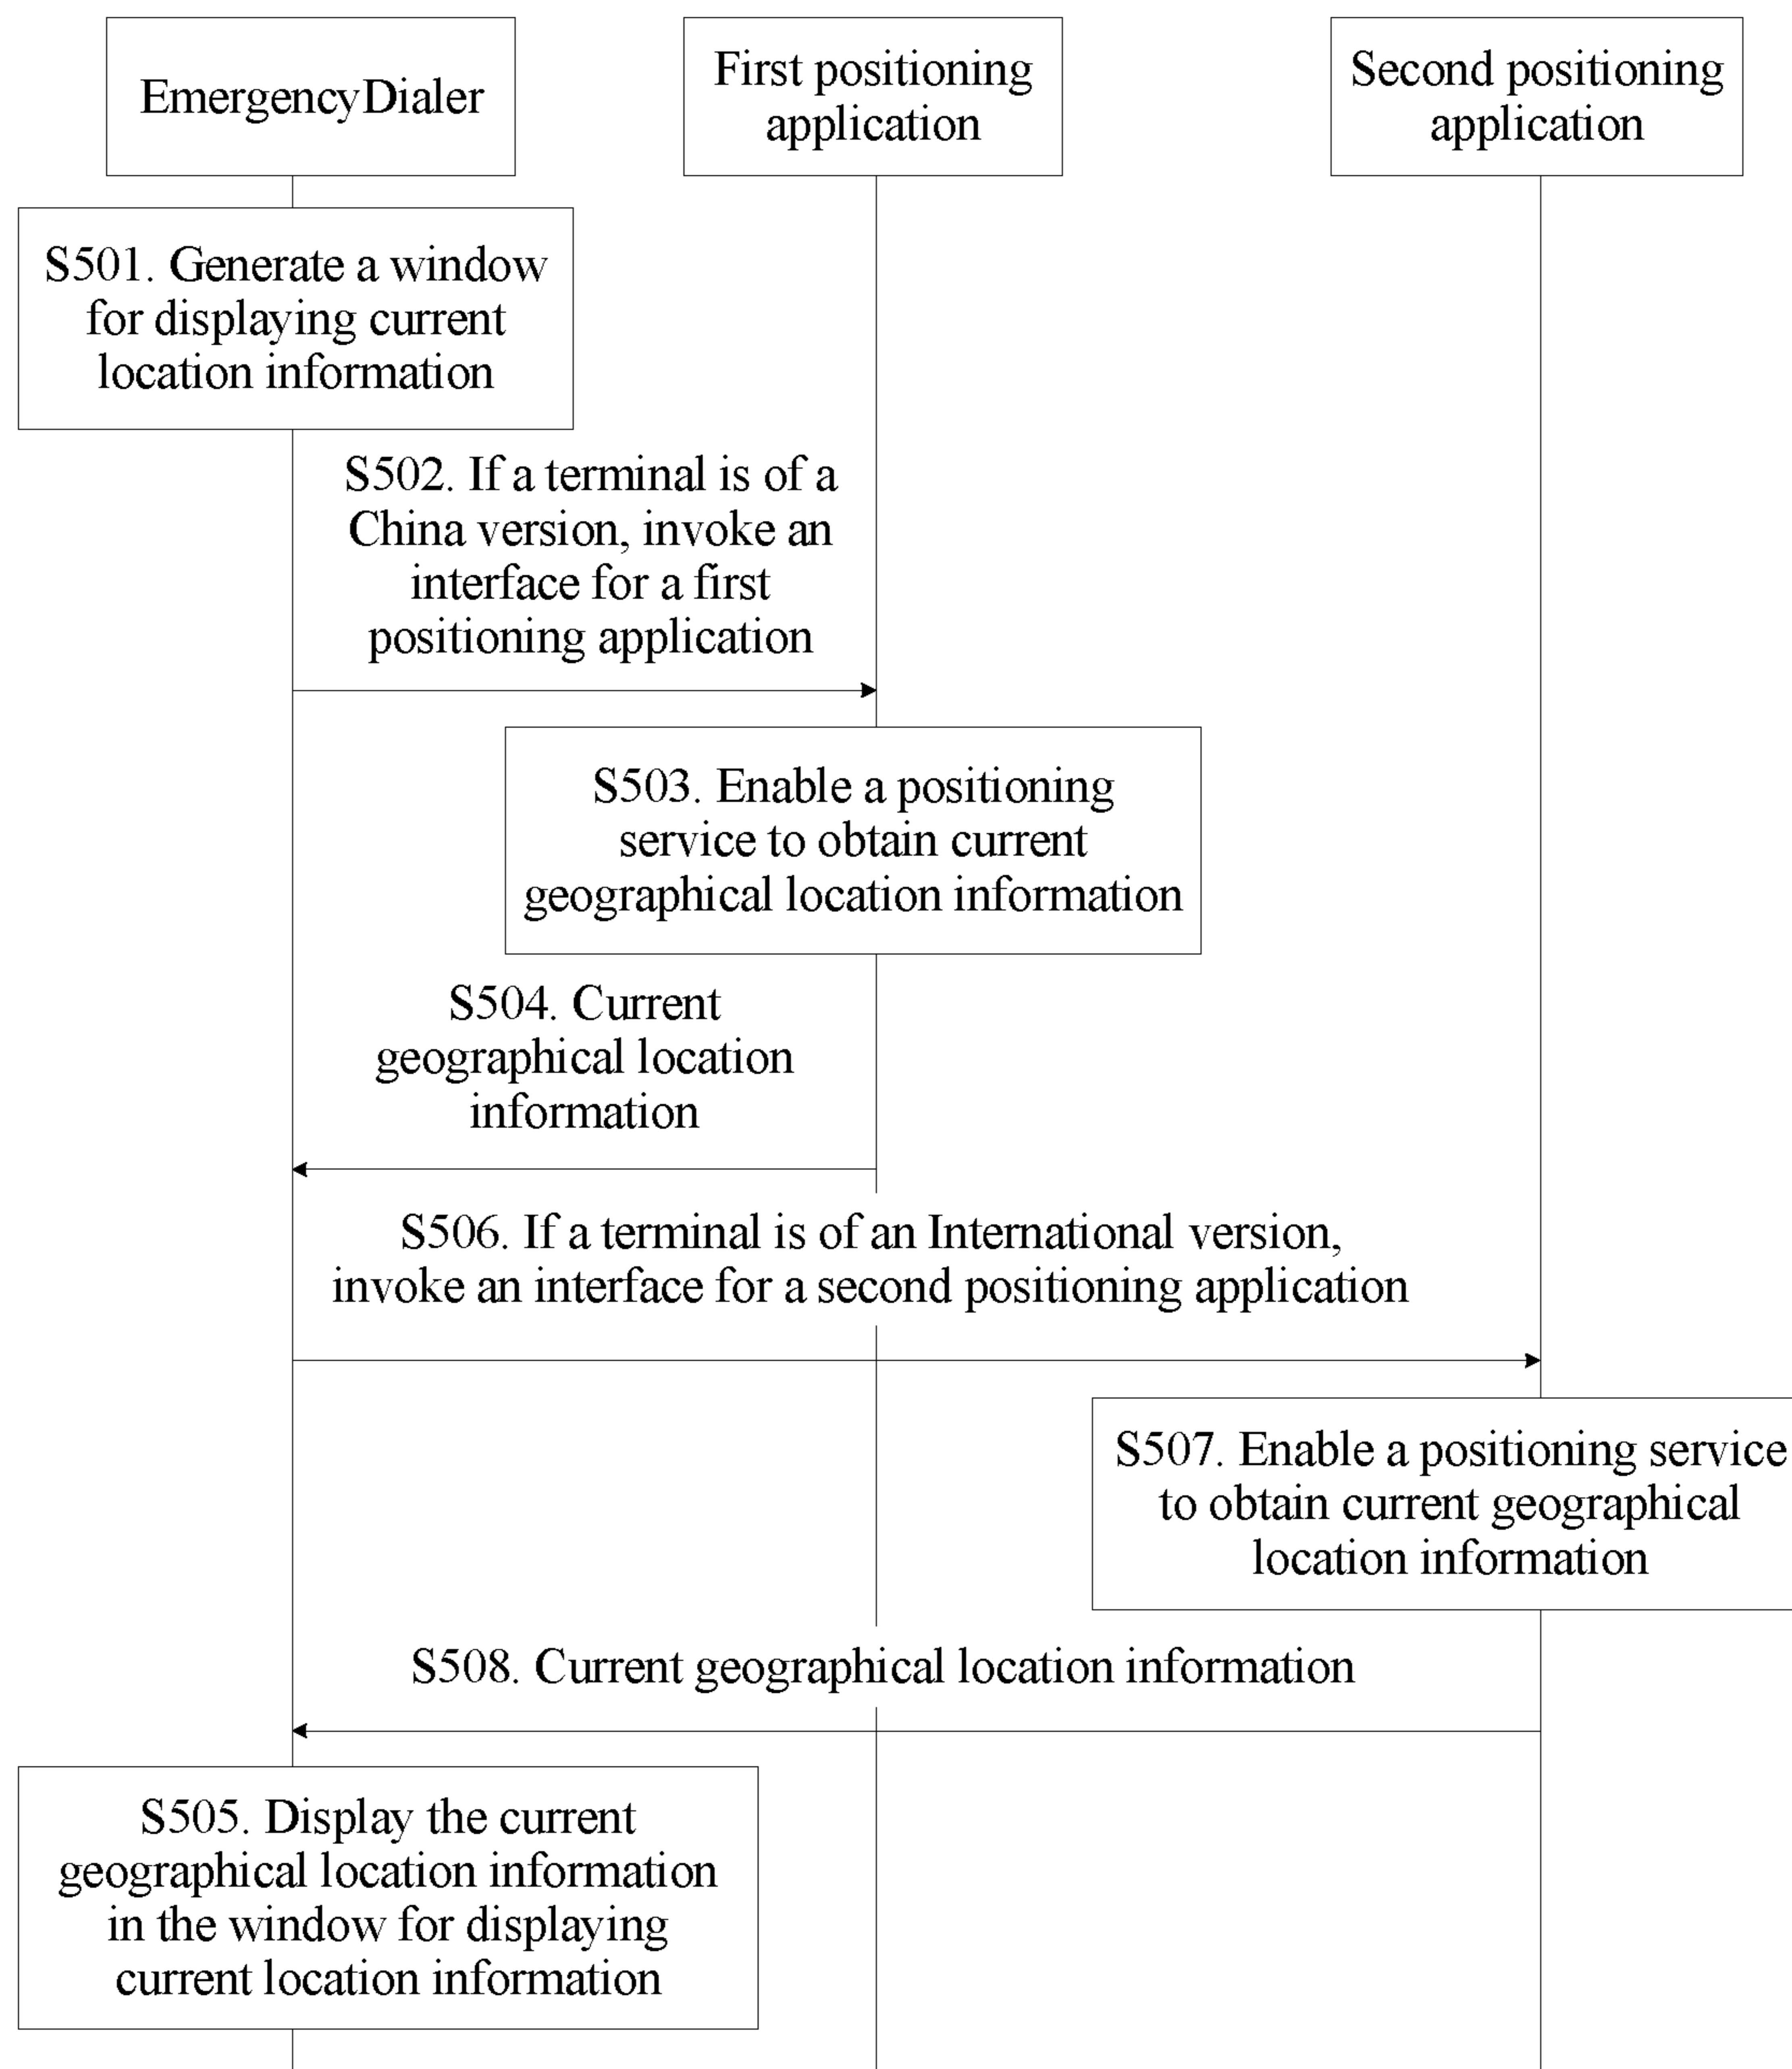 EmergencyDialer
First positioning
application
Second positioning
application
S501. Generate a window
for displaying current
location information
S502. If a terminal is of a
China version, invoke an
interface for a first
positioning application
S503. Enable a positioning
service to obtain current
geographical location information
S504. Current
geographical location
information
S506. If a terminal is of an International version,
invoke an interface for a second positioning application
S507. Enable a positioning service
to obtain current geographical
location information
S508. Current geographical location information
S505. Display the current
geographical location information
in the window for displaying
current location information